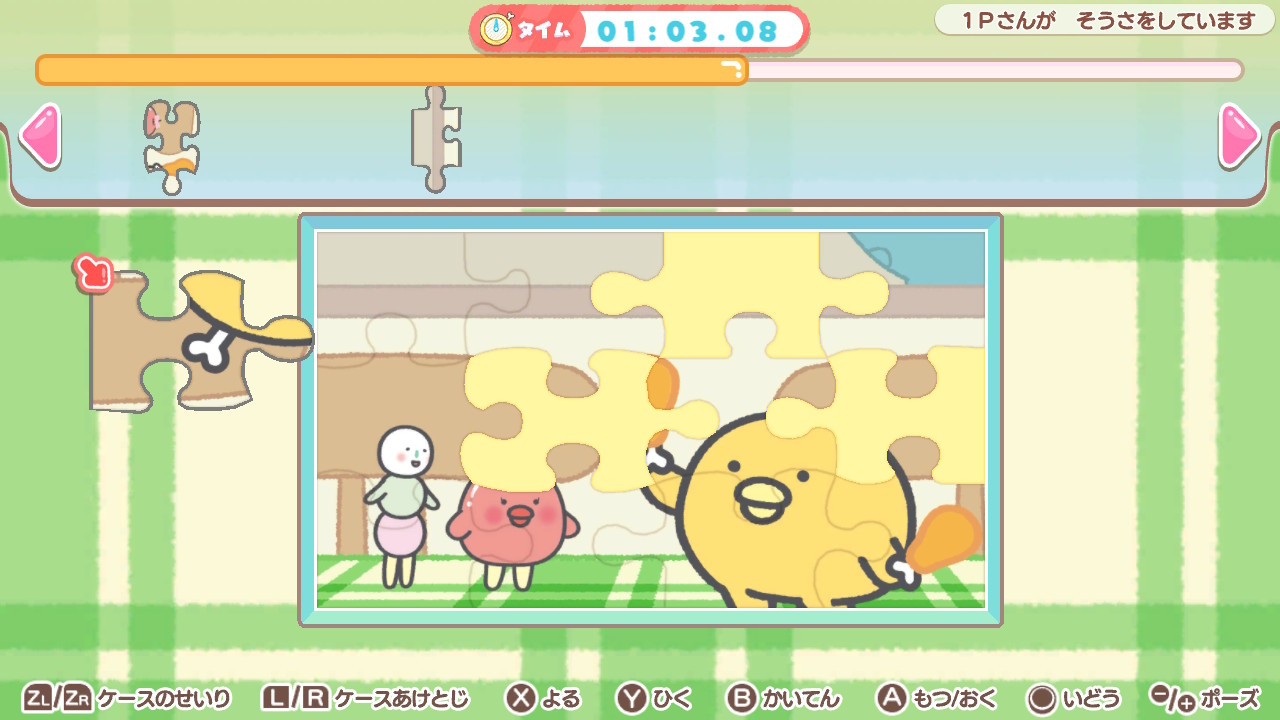 タイム 01:03.08
1Pさんが そうさをしています
ZL/ZR ケースのせいり L/R ケースあけとじ X よる Y ひく B かいてん A もつ/おく いどう −/+ ポーズ